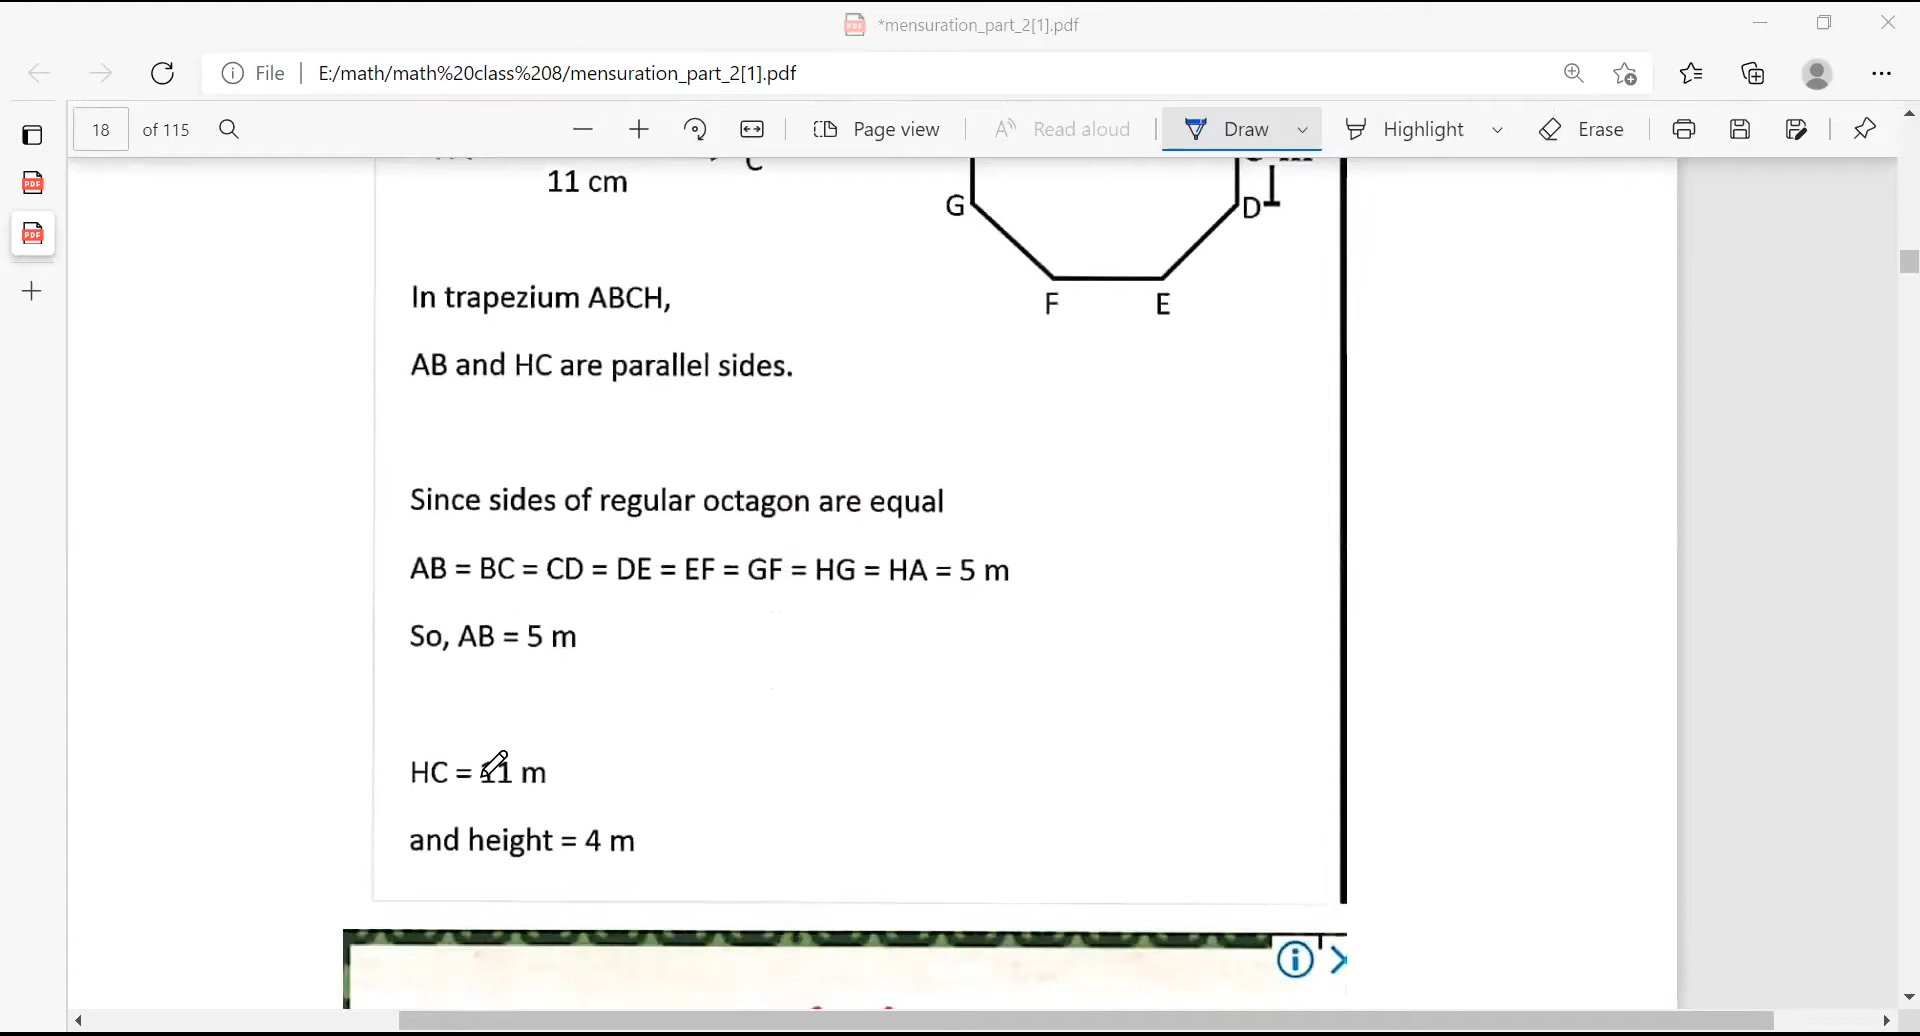 *mensuration_part_2[1].pdf
File | E:/math/math%20class%208/mensuration_part_2[1].pdf
18 of 115 Page view Read aloud Draw Highlight Erase
C
11 cm
G
D
F E
In trapezium ABCH,
AB and HC are parallel sides.
Since sides of regular octagon are equal
AB = BC = CD = DE = EF = GF = HG = HA = 5 m
So, AB = 5 m
HC = 11 m
and height = 4 m